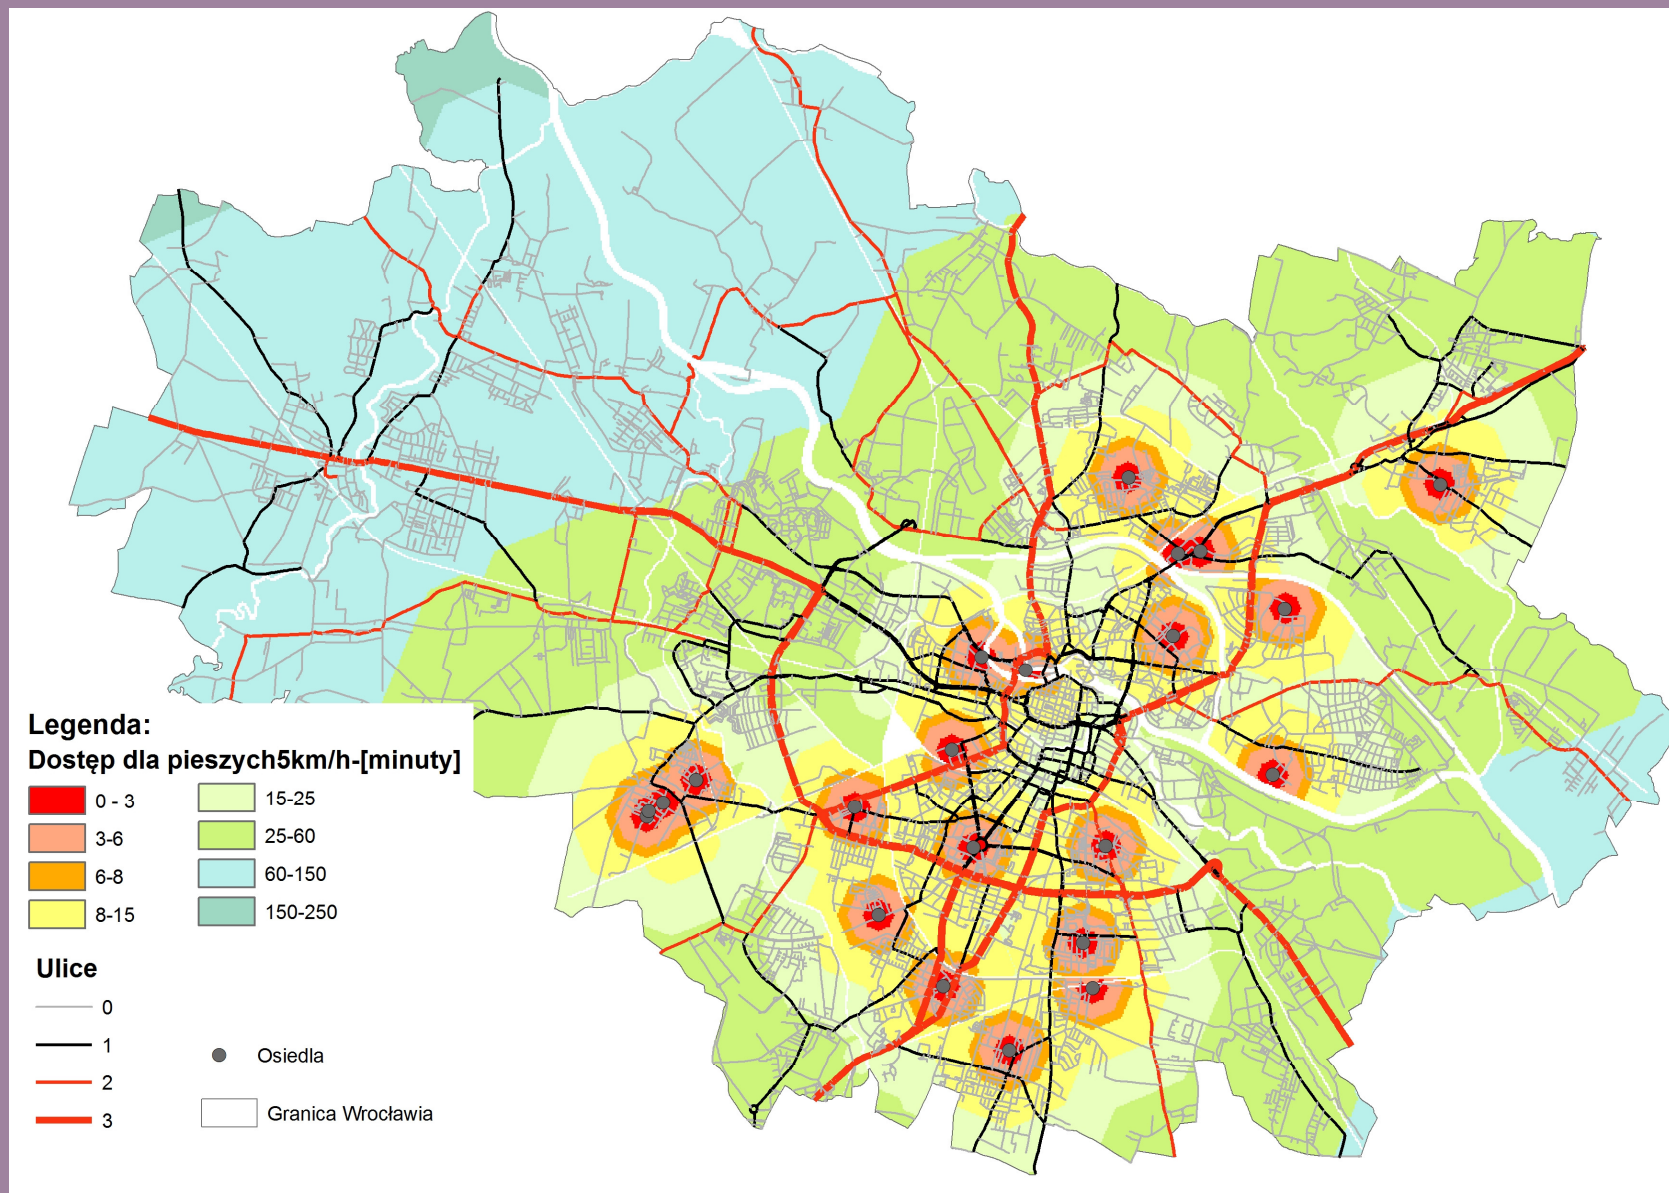 Legenda:
Dostęp dla pieszych5km/h-[minuty]
0 - 3
3-6
6-8
8-15
15-25
25-60
60-150
150-250
Ulice
0
1
2
3
Osiedla
Granica Wrocławia